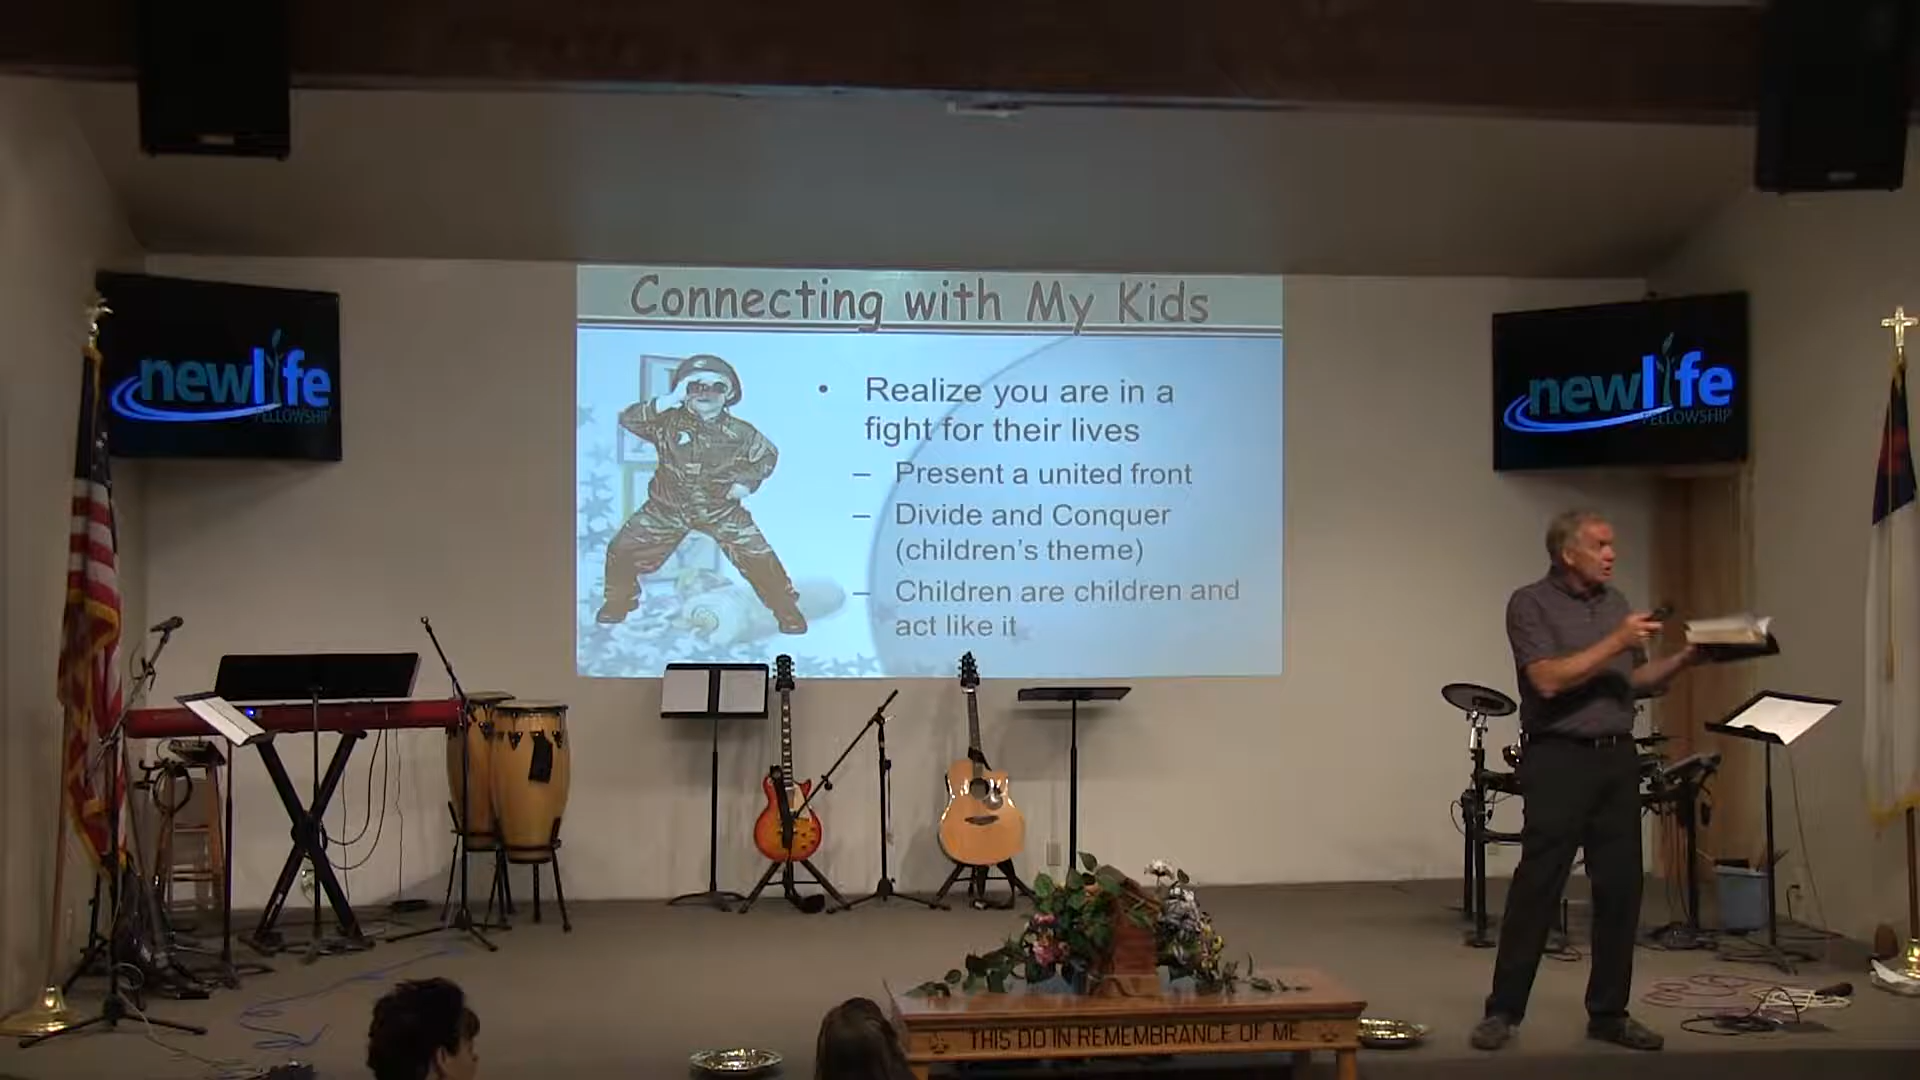 Connecting with My Kids
newlife
FELLOWSHIP
newlife
FELLOWSHIP
• Realize you are in a
fight for their lives
– Present a united front
– Divide and Conquer
(children's theme)
– Children are children and
act like it
THIS DO IN REMEMBRANCE OF ME